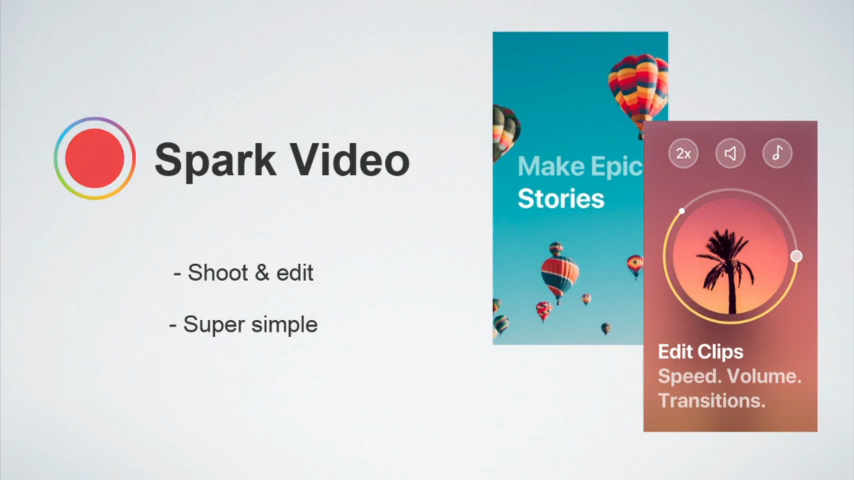 Spark Video
- Shoot & edit
- Super simple
Make Epic
Stories
2x
Edit Clips
Speed. Volume.
Transitions.